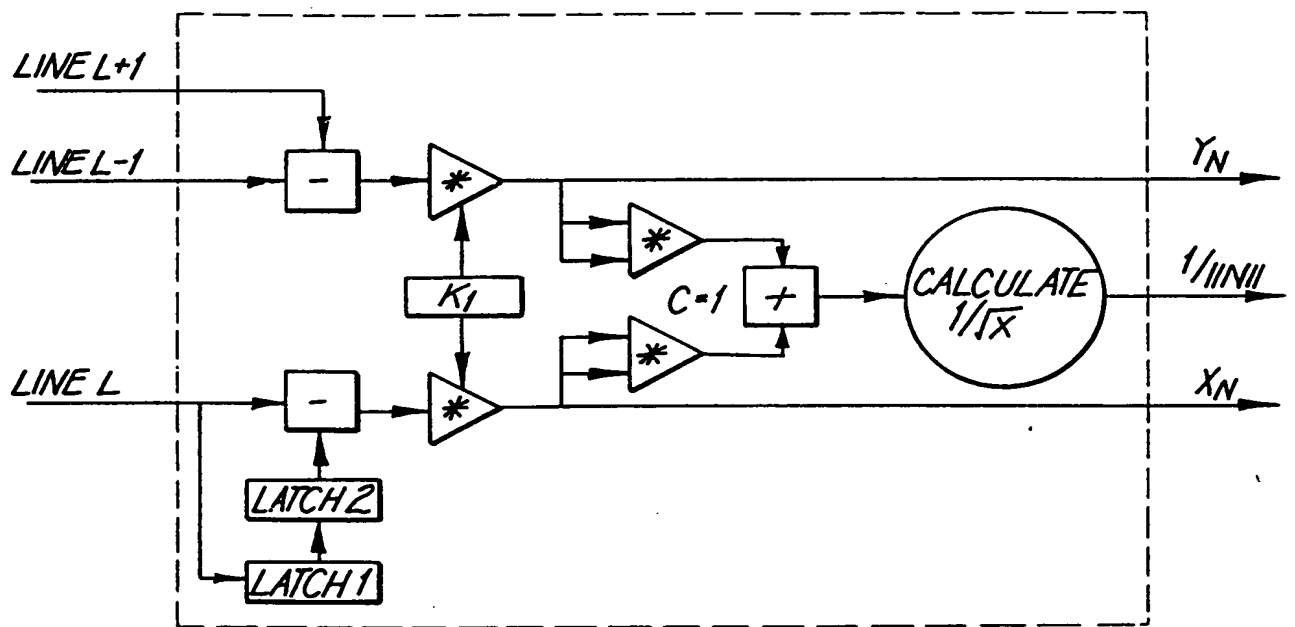 LINE L+1
LINE L-1
-
*
Y_N
*
K1
C=1
+
CALCULATE
1/√X
1/||N||
*
LINE L
-
*
X_N
LATCH 2
LATCH 1